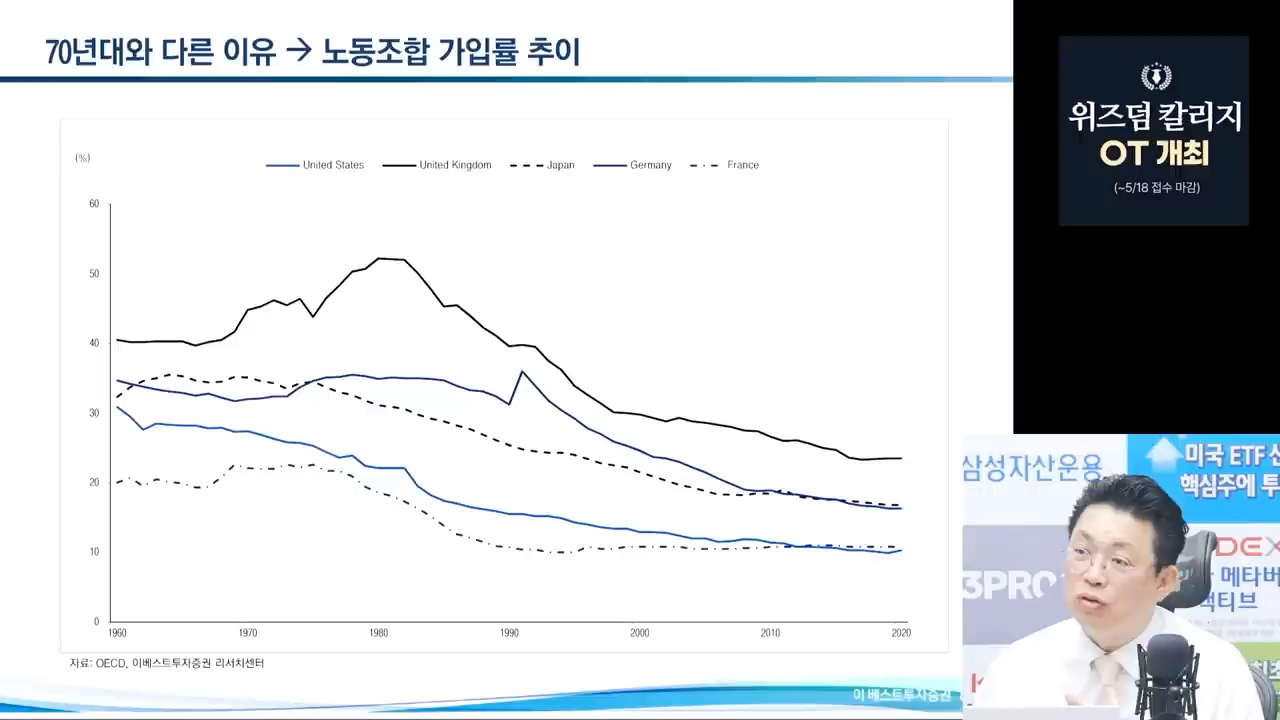 70년대와 다른 이유 → 노동조합 가입률 추이
(%)
United States United Kingdom Japan Germany France
60
50
40
30
20
10
0
1960 1970 1980 1990 2000 2010 2020
자료: OECD, 이베스트투자증권 리서치센터
이베스트투자증권
위즈덤 칼리지
OT 개최
(~5/18 접수 마감)
삼성자산운용
미국 ETF
핵심주에
3PRO
메타버